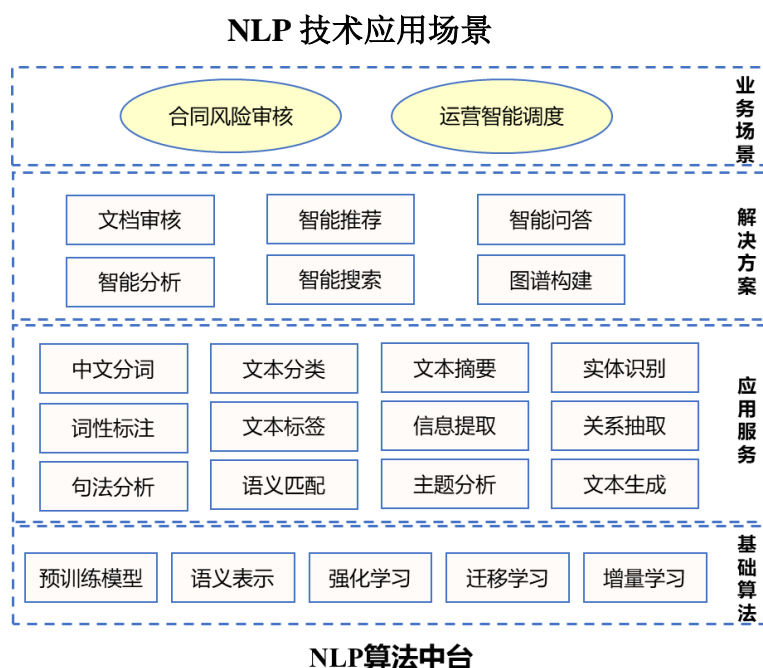 NLP 技术应用场景
合同风险审核 运营智能调度
业务场景
文档审核 智能推荐 智能问答
智能分析 智能搜索 图谱构建
解决方案
中文分词 文本分类 文本摘要 实体识别
词性标注 文本标签 信息提取 关系抽取
句法分析 语义匹配 主题分析 文本生成
应用服务
预训练模型 语义表示 强化学习 迁移学习 增量学习
基础算法
NLP算法中台